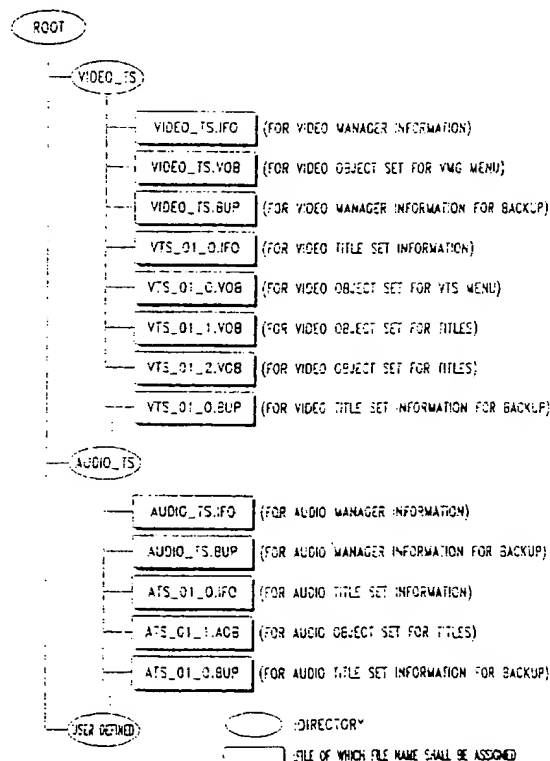 ROOT
VIDEO_TS
VIDEO_TS.IFO (FOR VIDEO MANAGER INFORMATION)
VIDEO_TS.VOB (FOR VIDEO OBJECT SET FOR VMG MENU)
VIDEO_TS.BUP (FOR VIDEO MANAGER INFORMATION FOR BACKUP)
VTS_01_0.IFO (FOR VIDEO TITLE SET INFORMATION)
VTS_01_0.VOB (FOR VIDEO OBJECT SET FOR VTS MENU)
VTS_01_1.VOB (FOR VIDEO OBJECT SET FOR TITLES)
VTS_01_2.VOB (FOR VIDEO OBJECT SET FOR TITLES)
VTS_01_0.BUP (FOR VIDEO TITLE SET INFORMATION FOR BACKUP)
AUDIO_TS
AUDIO_TS.IFO (FOR AUDIO MANAGER INFORMATION)
AUDIO_TS.BUP (FOR AUDIO MANAGER INFORMATION FOR BACKUP)
ATS_01_0.IFO (FOR AUDIO TITLE SET INFORMATION)
ATS_01_1.AOB (FOR AUDIO OBJECT SET FOR TITLES)
ATS_01_0.BUP (FOR AUDIO TITLE SET INFORMATION FOR BACKUP)
USER DEFINED
:DIRECTORY
:FILE OF WHICH FILE NAME SHALL BE ASSIGNED